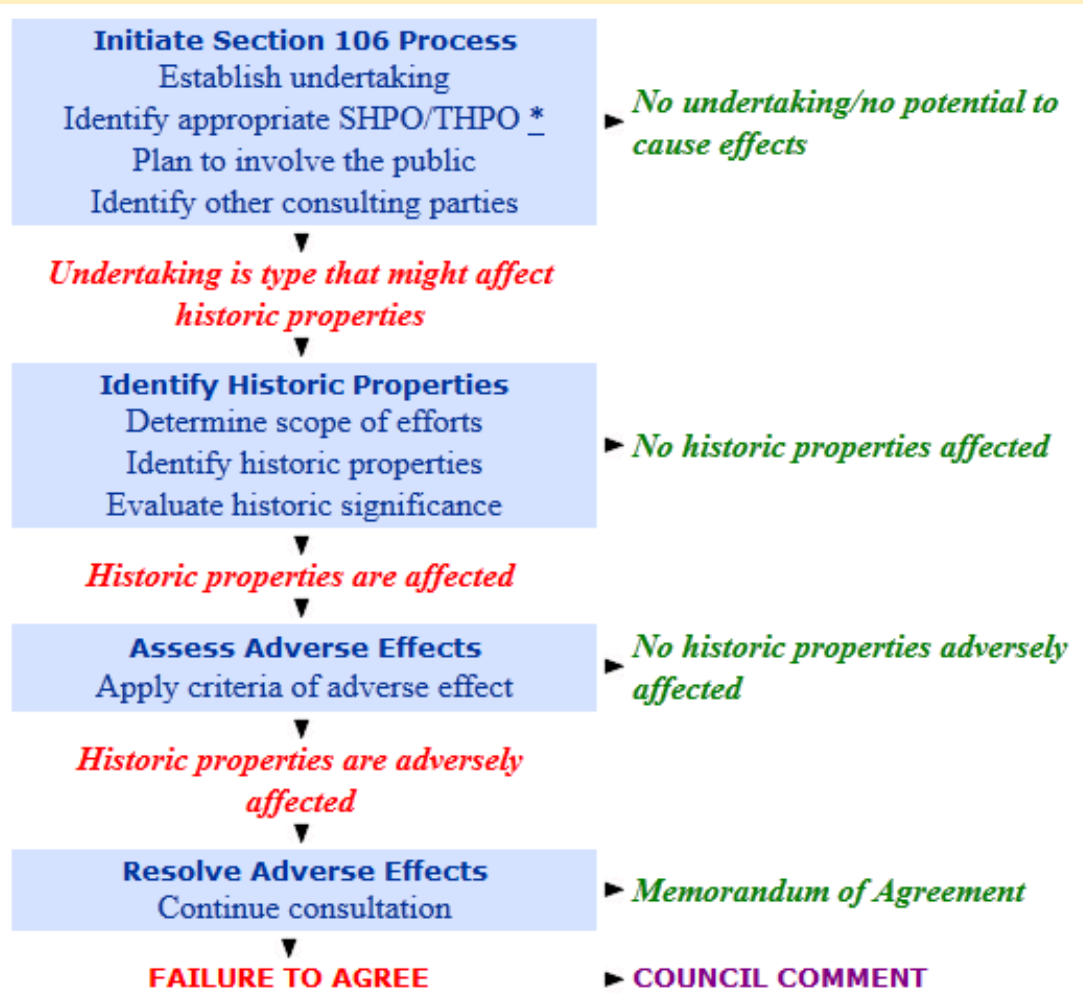 Initiate Section 106 Process
Establish undertaking
Identify appropriate SHPO/THPO *
Plan to involve the public
Identify other consulting parties
No undertaking/no potential to
cause effects
Undertaking is type that might affect
historic properties
Identify Historic Properties
Determine scope of efforts
Identify historic properties
Evaluate historic significance
No historic properties affected
Historic properties are affected
Assess Adverse Effects
Apply criteria of adverse effect
No historic properties adversely
affected
Historic properties are adversely
affected
Resolve Adverse Effects
Continue consultation
Memorandum of Agreement
FAILURE TO AGREE
COUNCIL COMMENT